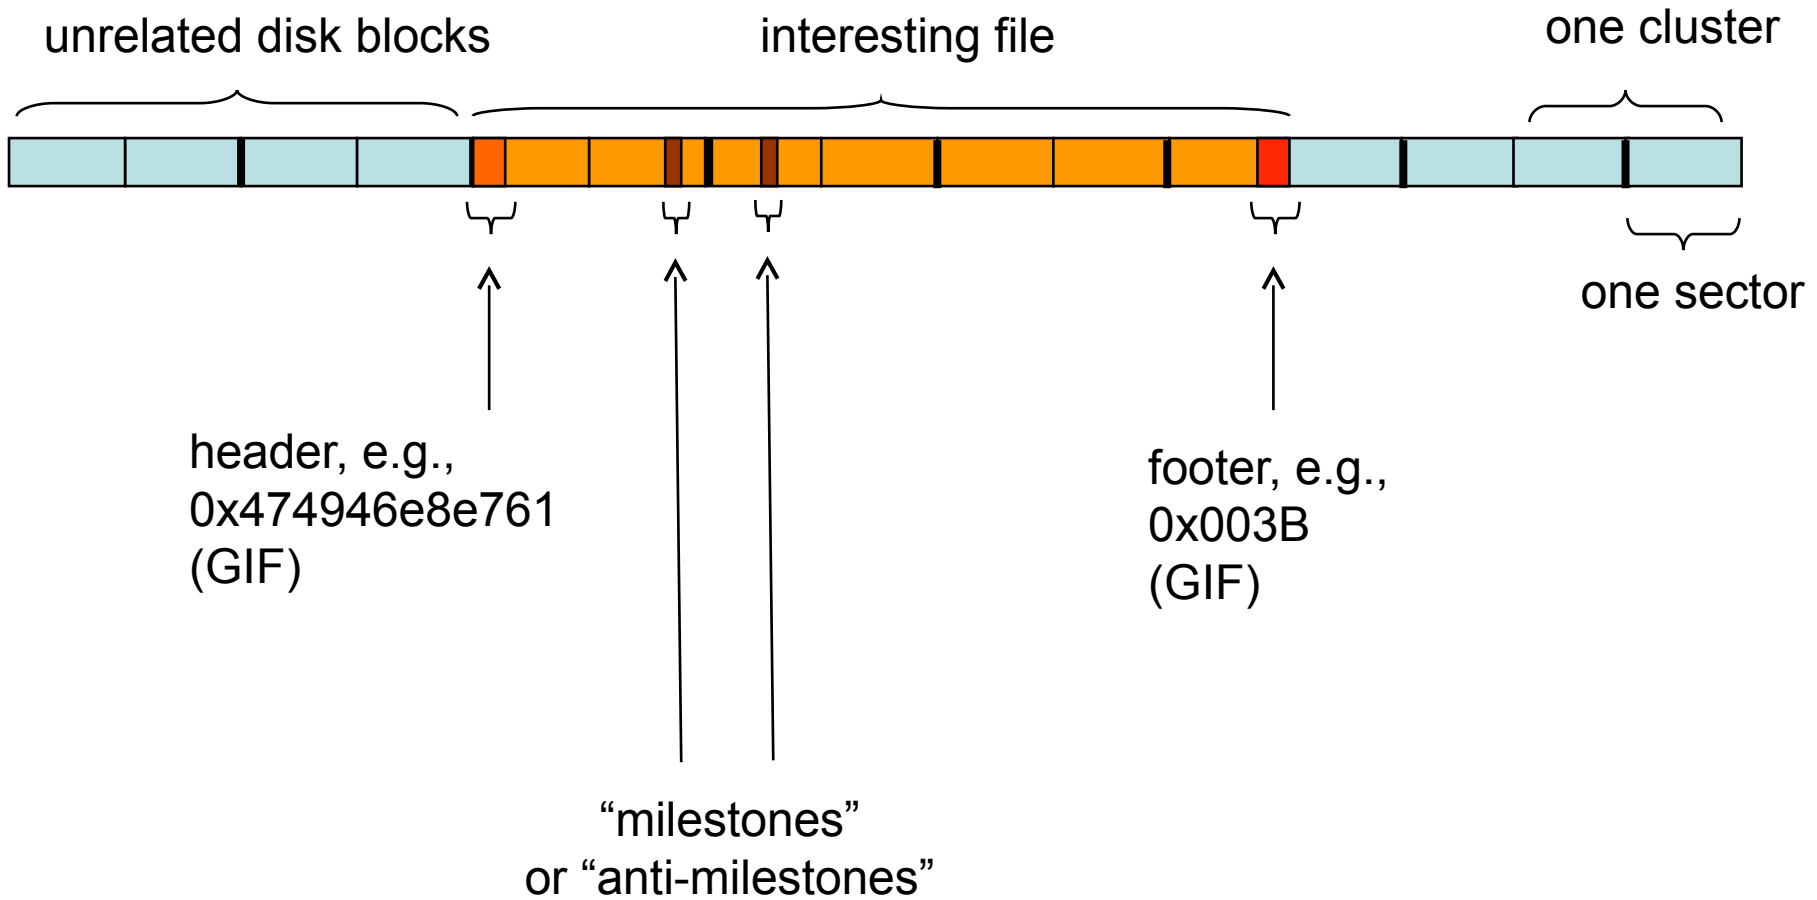 unrelated disk blocks
interesting file
one cluster
one sector
header, e.g.,
0x474946e8e761
(GIF)
footer, e.g.,
0x003B
(GIF)
“milestones”
or “anti-milestones”